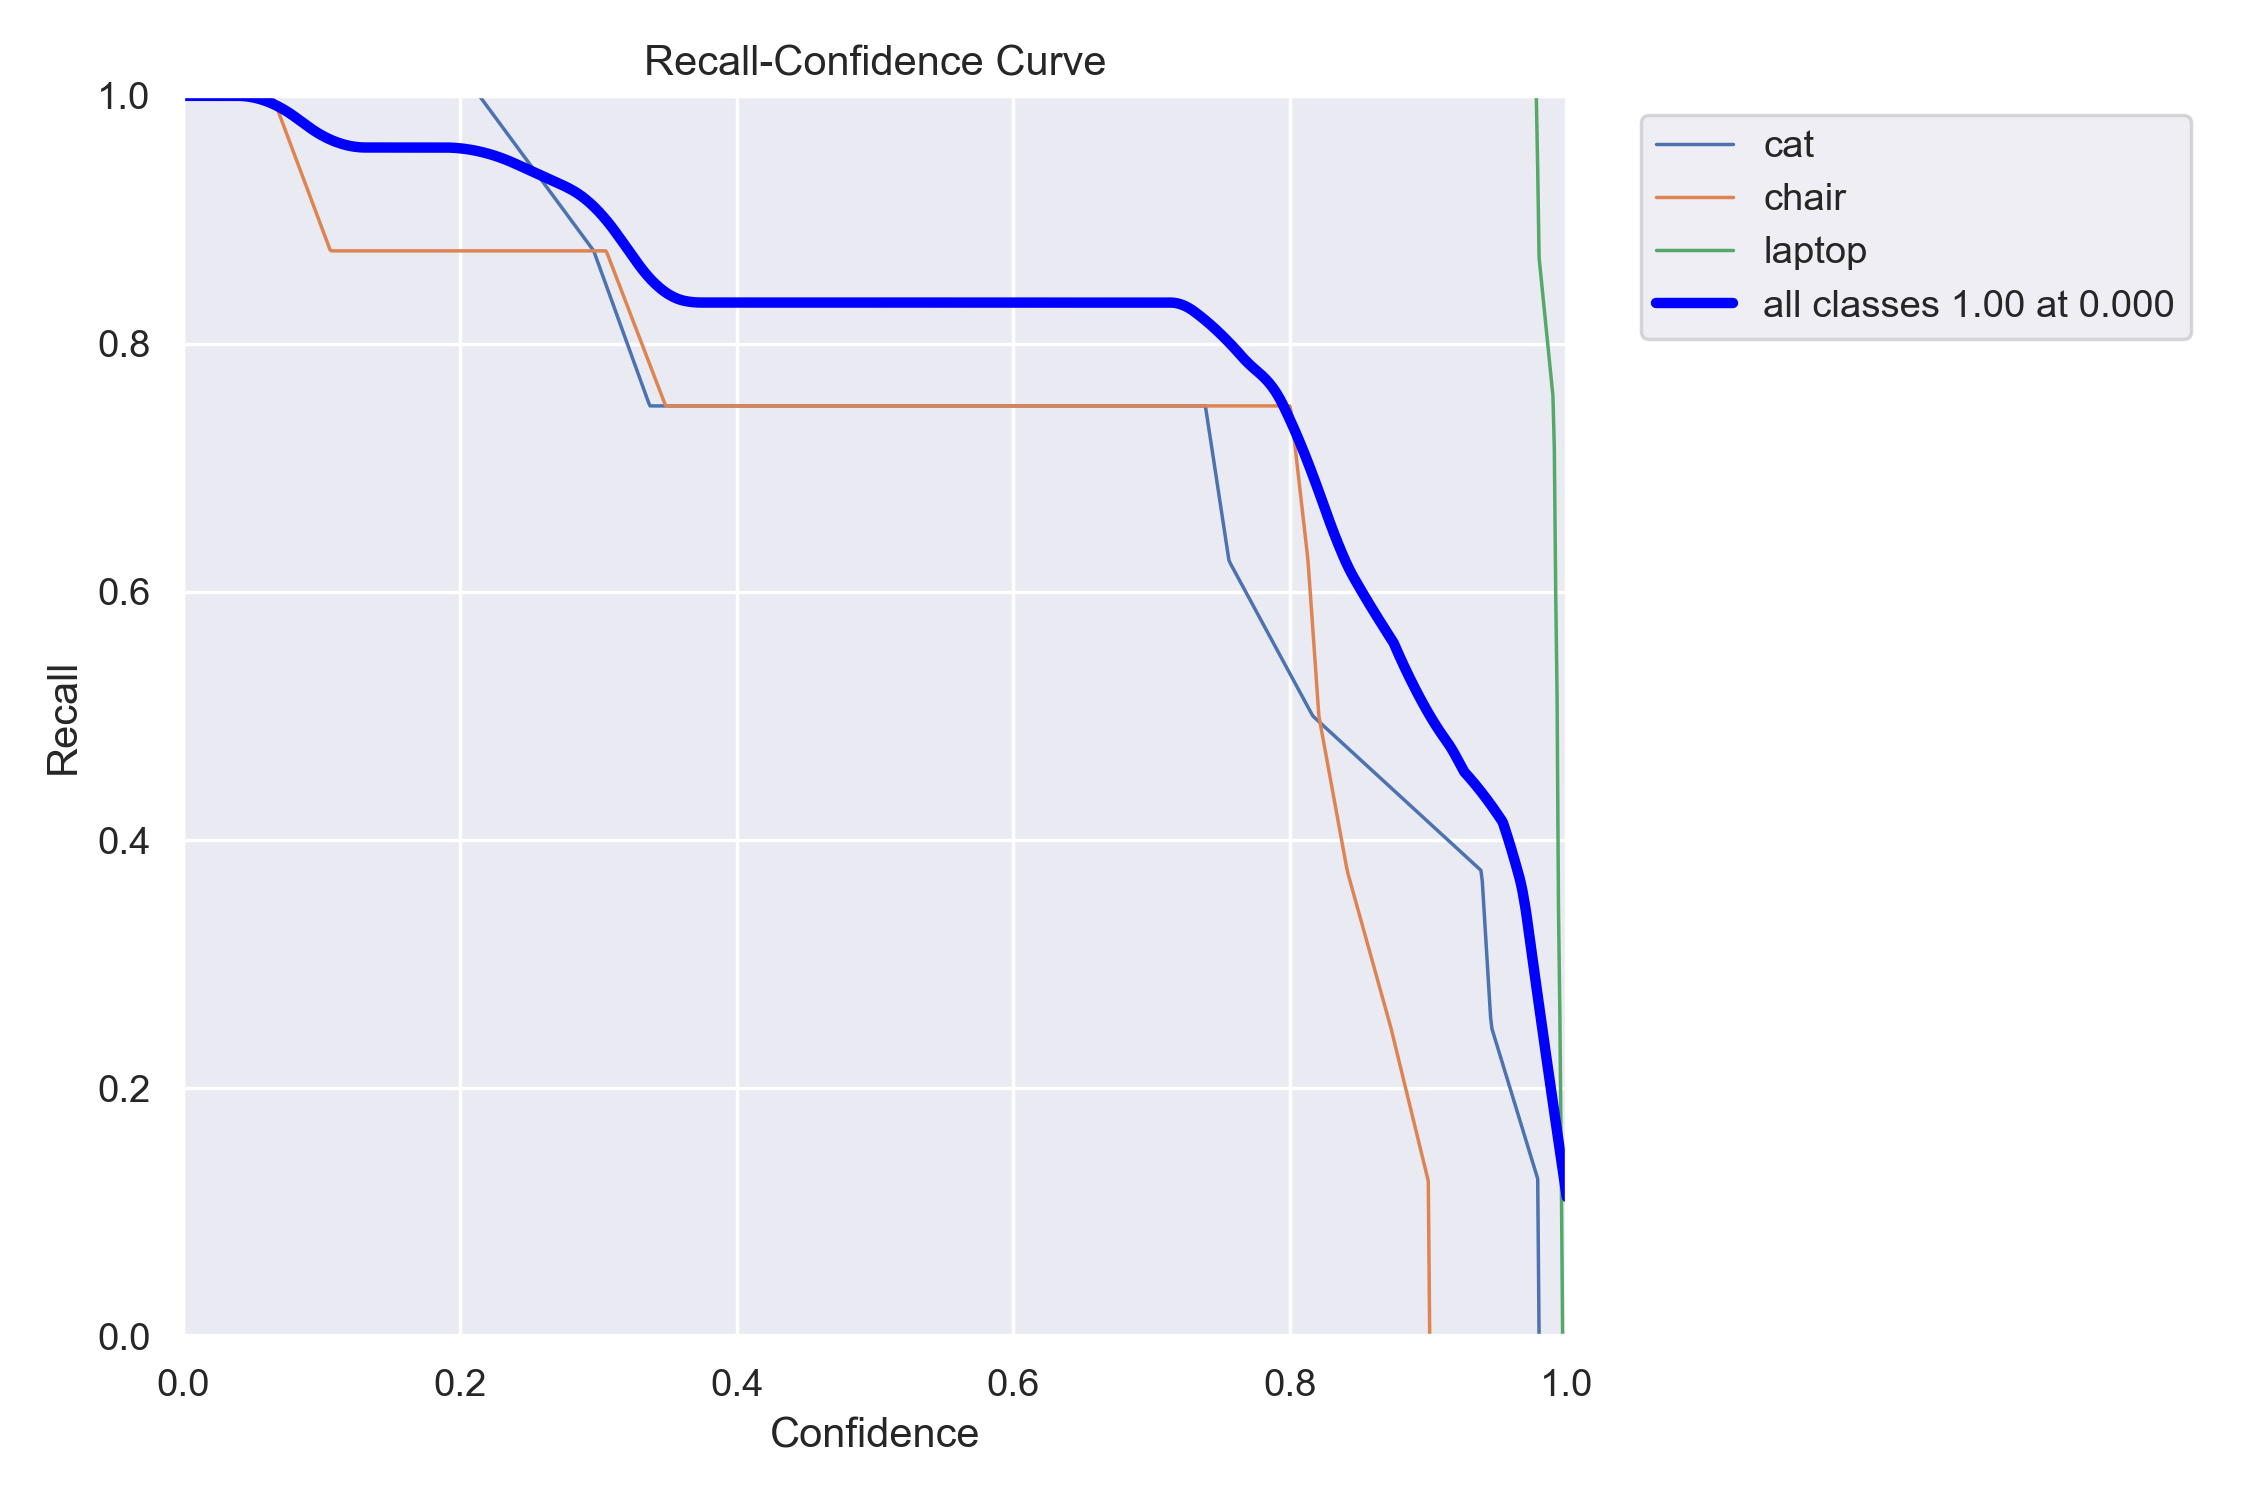 Recall-Confidence Curve
1.0
0.8
0.6
0.4
0.2
0.0
Recall
0.0 0.2 0.4 0.6 0.8 1.0
Confidence
cat
chair
laptop
all classes 1.00 at 0.000